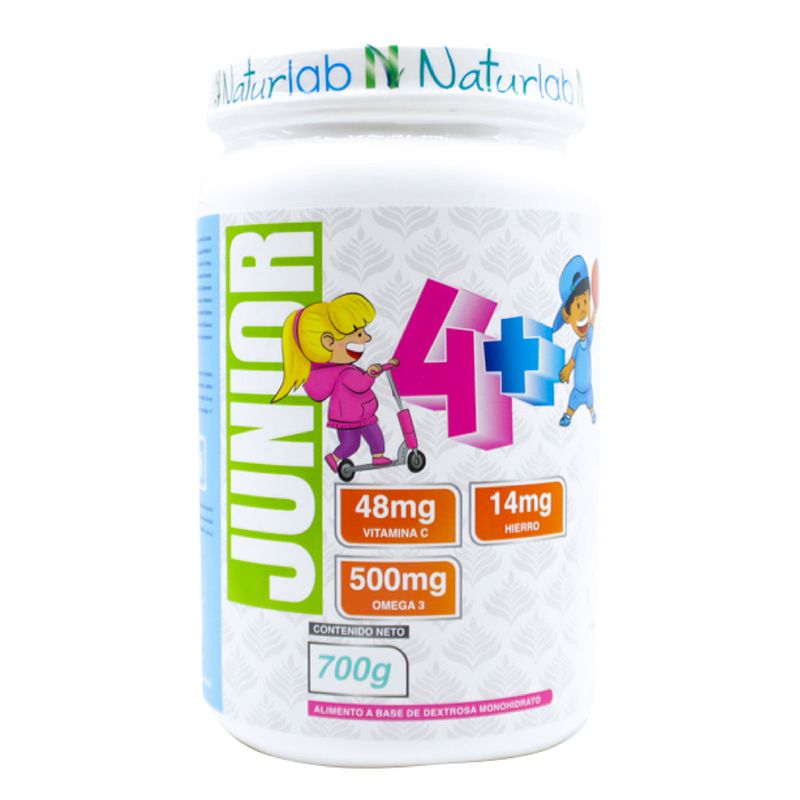 Naturlab N Naturlab N
JUNIOR
4+
48mg
VITAMINA C
14mg
HIERRO
500mg
OMEGA 3
CONTENIDO NETO
700g
ALIMENTO A BASE DE DEXTROSA MONOHIDRATO